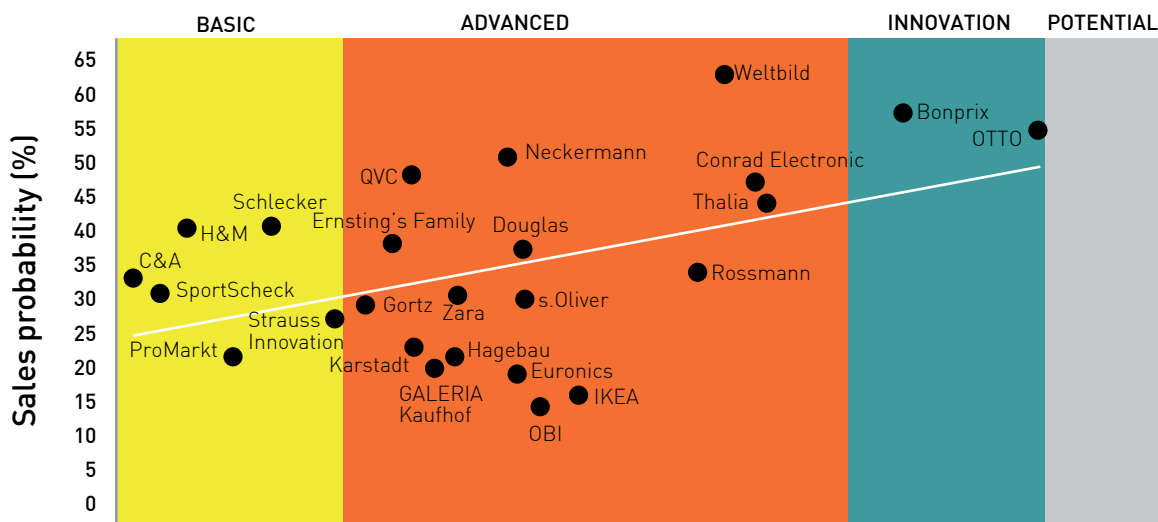 BASIC
ADVANCED
INNOVATION
POTENTIAL
Sales probability (%)
65
60
55
50
45
40
35
30
25
20
15
10
5
0
Weltbild
Bonprix
OTTO
Neckermann
Conrad Electronic
QVC
Thalia
Schlecker
Ernsting's Family
Douglas
H&M
C&A
Rossmann
SportScheck
Gortz
Zara
s.Oliver
Strauss
Innovation
ProMarkt
Karstadt
Hagebau
Euronics
GALERIA
Kaufhof
IKEA
OBI